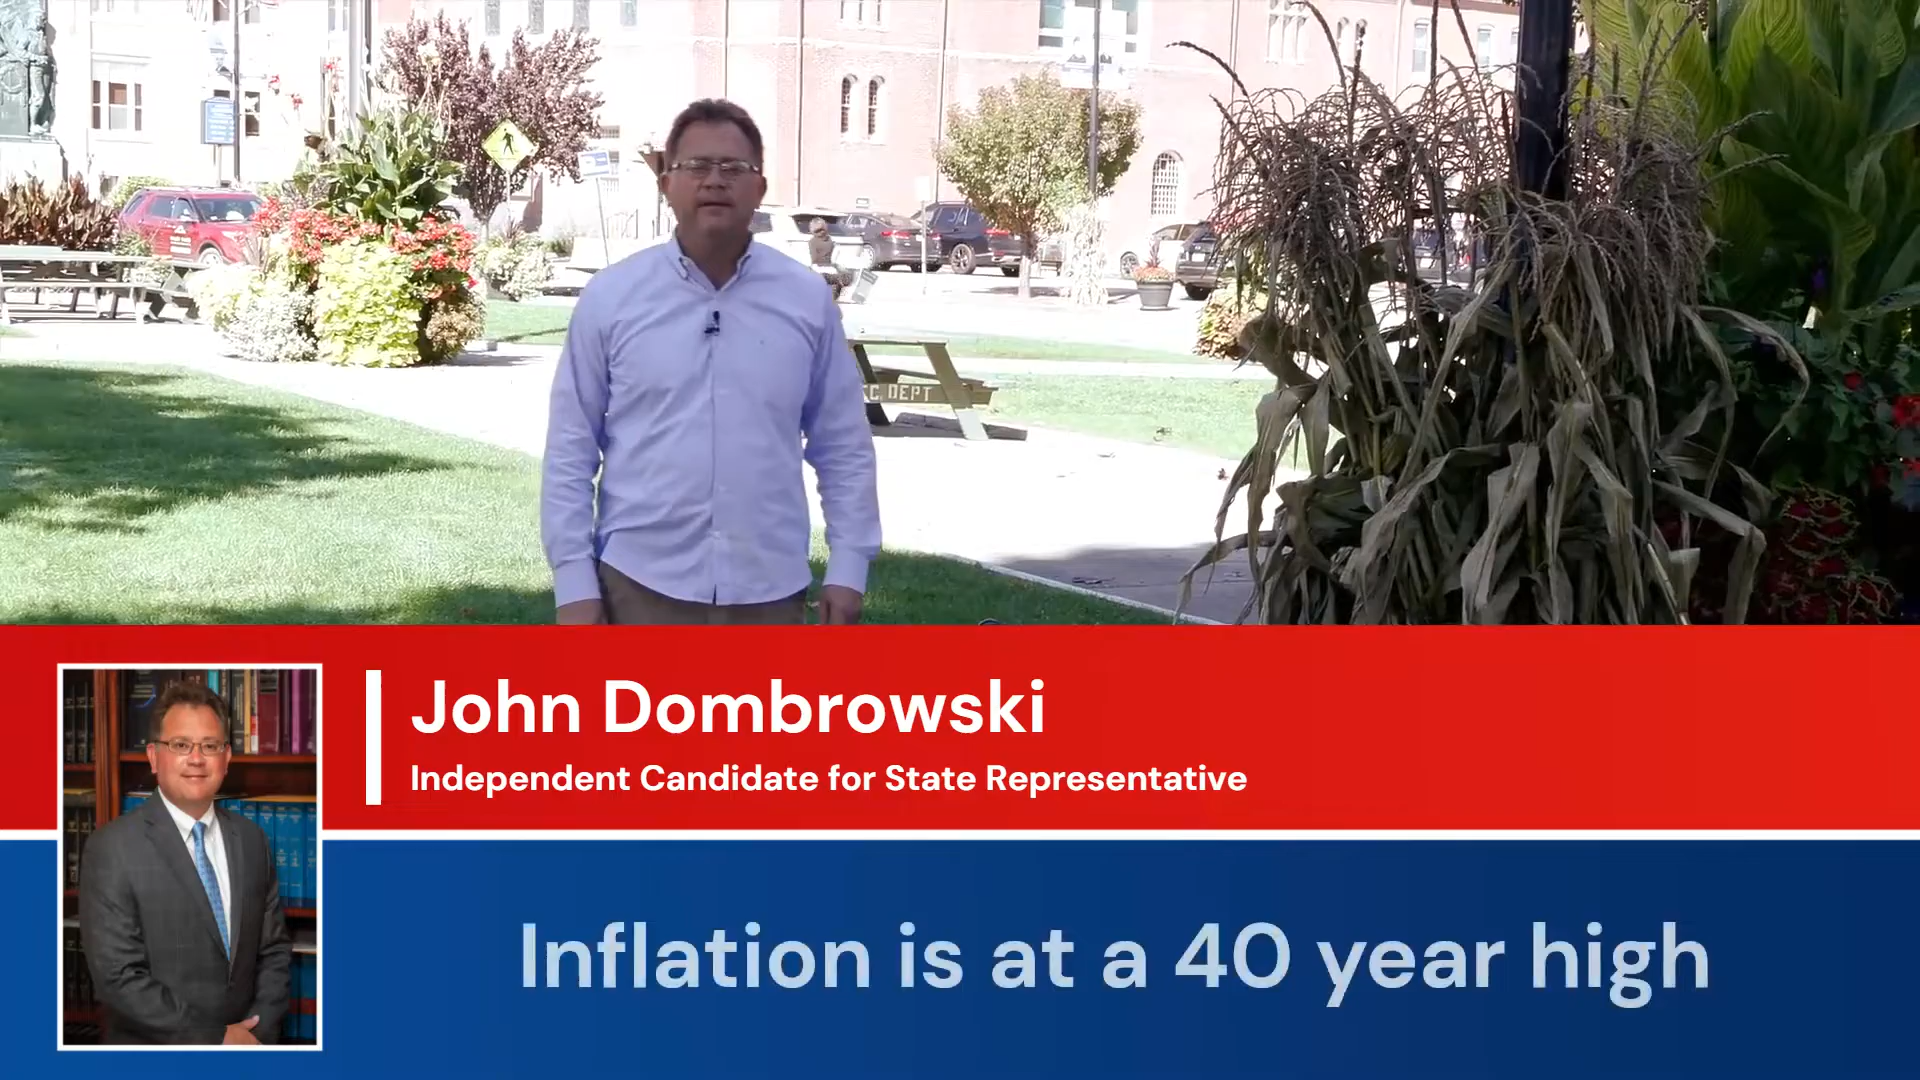 C. DEPT
John Dombrowski
Independent Candidate for State Representative
Inflation is at a 40 year high